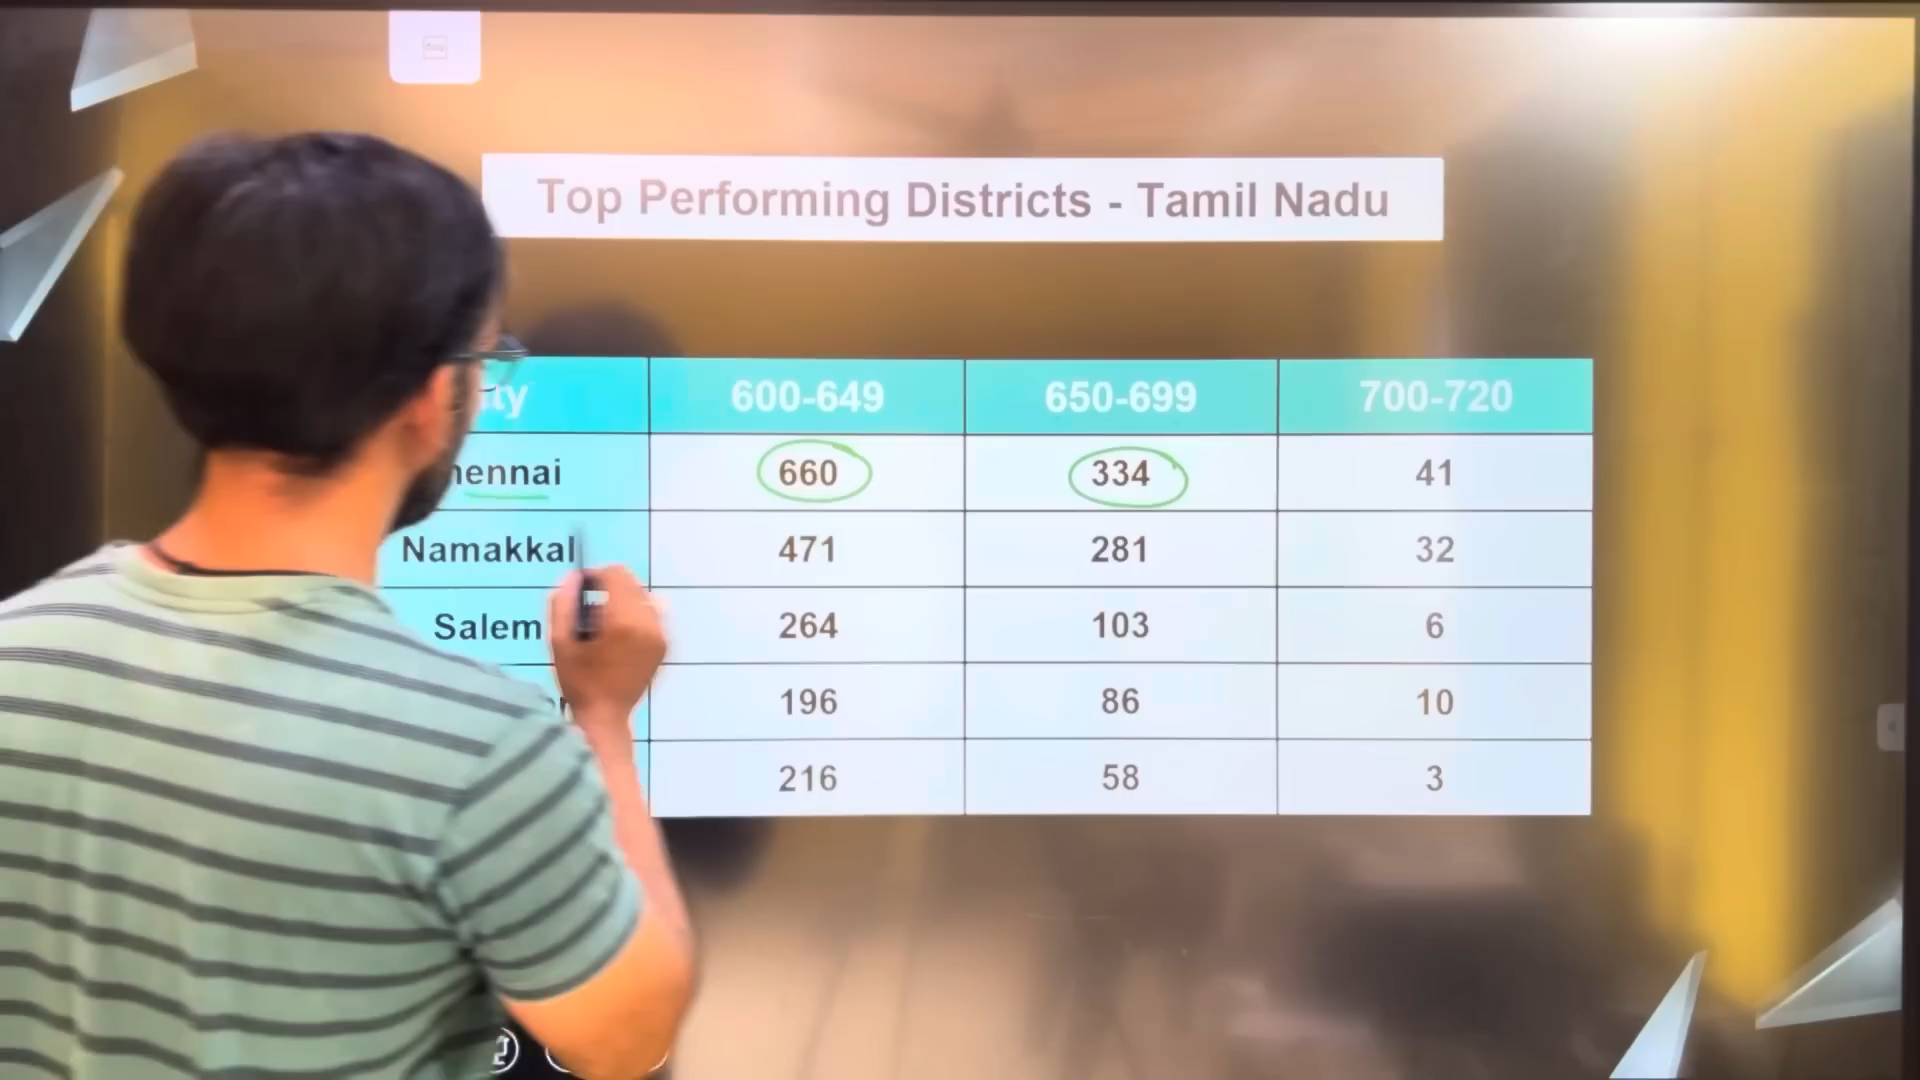 Top Performing Districts - Tamil Nadu
600-649 650-699 700-720
660 334 41
Namakkal 471 281 32
Salem 264 103 6
196 86 10
216 58 3